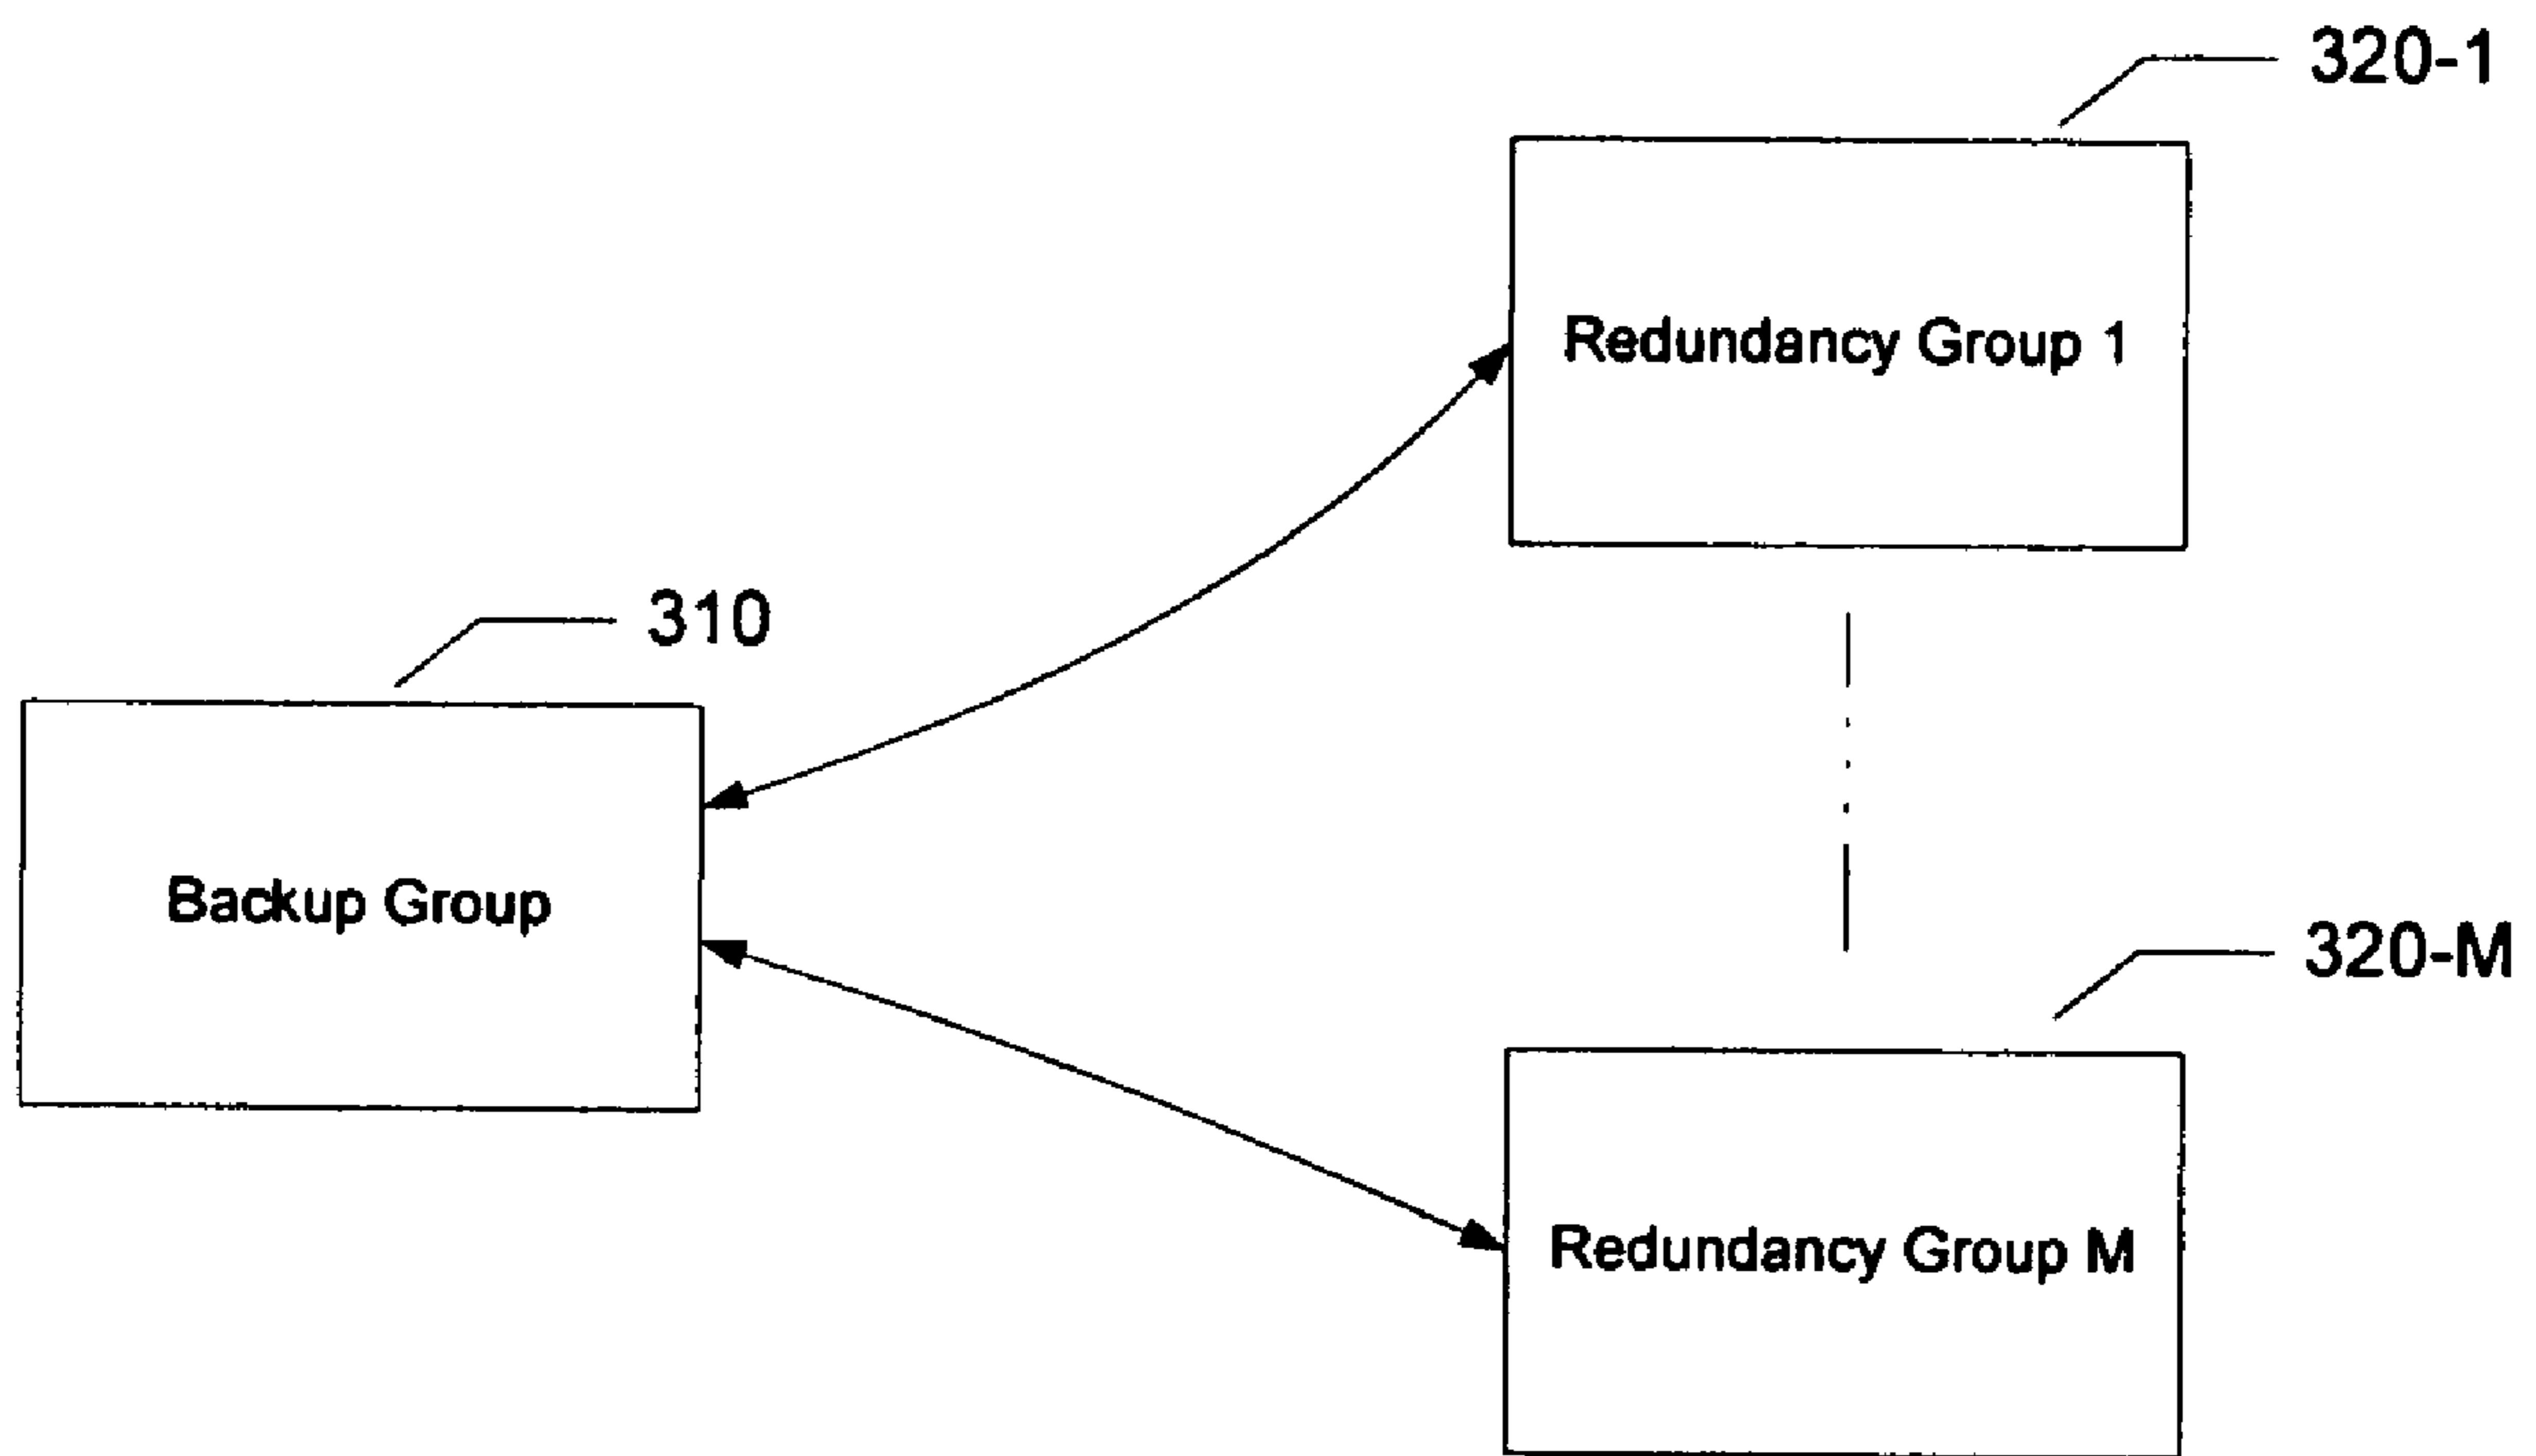 320-1
Redundancy Group 1
310
Backup Group
320-M
Redundancy Group M